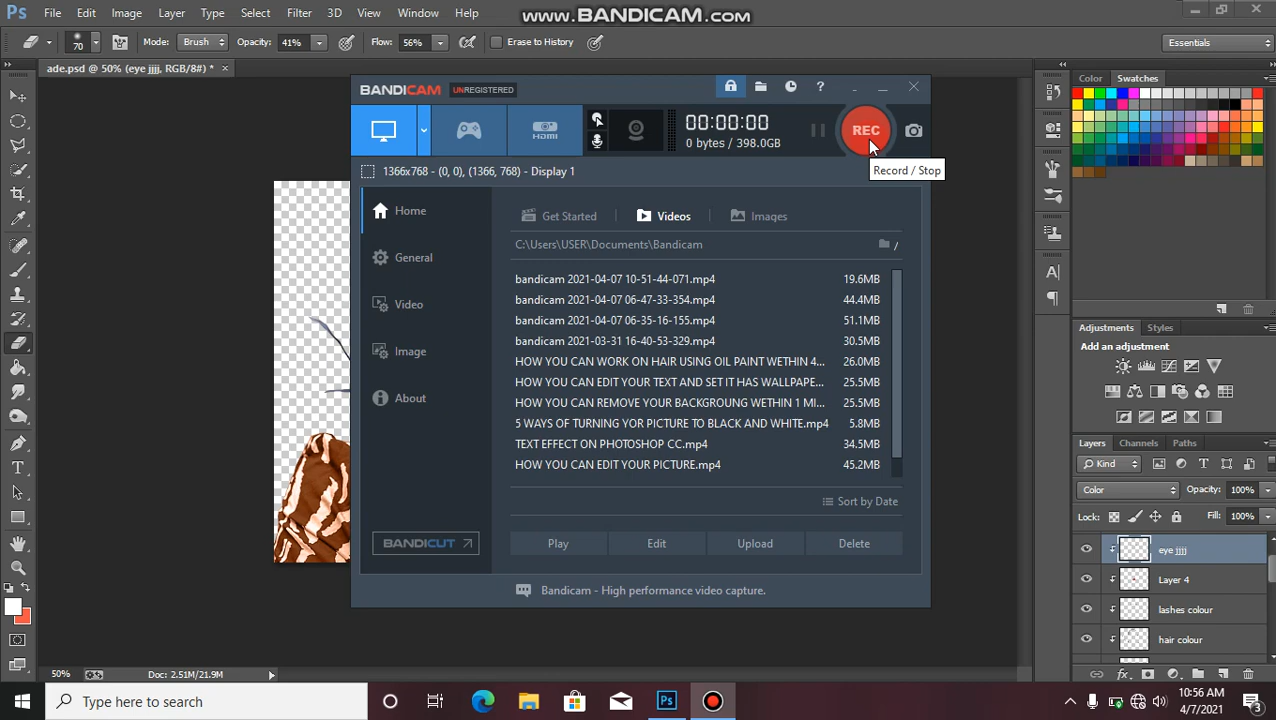 www.BANDICAM.com
Ps File Edit Image Layer Type Select Filter 3D View Window Help
70 Mode: Brush Opacity: 41% Flow: 56% Erase to History Essentials
ade.psd @ 50% (eye jjjj, RGB/8#) * ×
BANDICAM UNREGISTERED
HDMI
00:00:00
0 bytes / 398.0GB
REC
Record / Stop
1366x768 - (0, 0), (1366, 768) - Display 1
Home
General
Video
Image
About
BANDICUT
Get Started Videos Images
C:\Users\USER\Documents\Bandicam /
bandicam 2021-04-07 10-51-44-071.mp4 19.6MB
bandicam 2021-04-07 06-47-33-354.mp4 44.4MB
bandicam 2021-04-07 06-35-16-155.mp4 51.1MB
bandicam 2021-03-31 16-40-53-329.mp4 30.5MB
HOW YOU CAN WORK ON HAIR USING OIL PAINT WETHIN 4... 26.0MB
HOW YOU CAN EDIT YOUR TEXT AND SET IT HAS WALLPAPE... 25.5MB
HOW YOU CAN REMOVE YOUR BACKGROUNG WETHIN 1 MI... 25.5MB
5 WAYS OF TURNING YOR PICTURE TO BLACK AND WHITE.mp4 5.8MB
TEXT EFFECT ON PHOTOSHOP CC.mp4 34.5MB
HOW YOU CAN EDIT YOUR PICTURE.mp4 45.2MB
Sort by Date
Play Edit Upload Delete
Bandicam - High performance video capture.
Color Swatches
Adjustments Styles
Add an adjustment
Layers Channels Paths
Kind
Color Opacity: 100%
Lock: Fill: 100%
eye jjjj
Layer 4
lashes colour
hair colour
50% Doc: 2.51M/21.9M
Type here to search
Ps
10:56 AM
4/7/2021
3